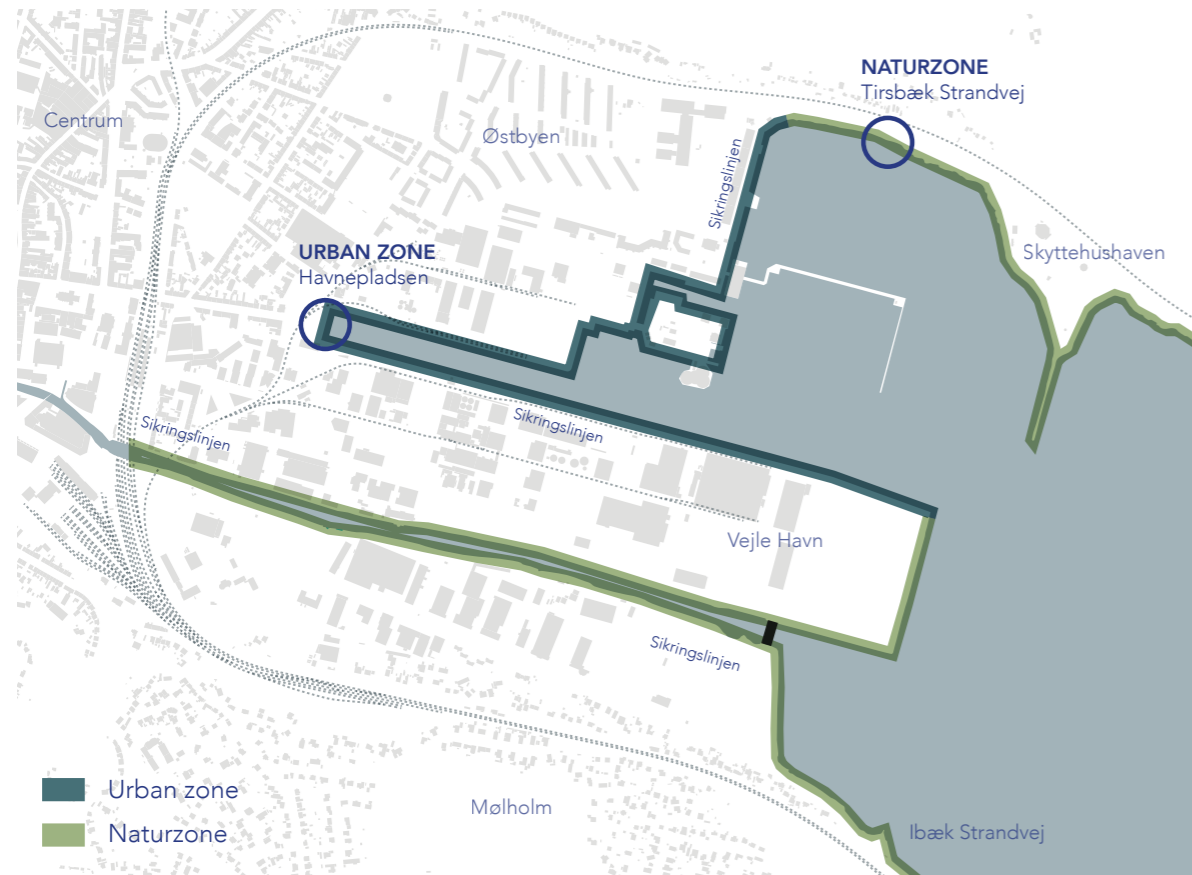 NATURZONE
Tirsbæk Strandvej
Centrum
Østbyen
Sikringslinjen
URBAN ZONE
Havnepladsen
Skyttehushaven
Sikringslinjen
Sikringslinjen
Vejle Havn
Sikringslinjen
Urban zone
Naturzone
Mølholm
Ibæk Strandvej